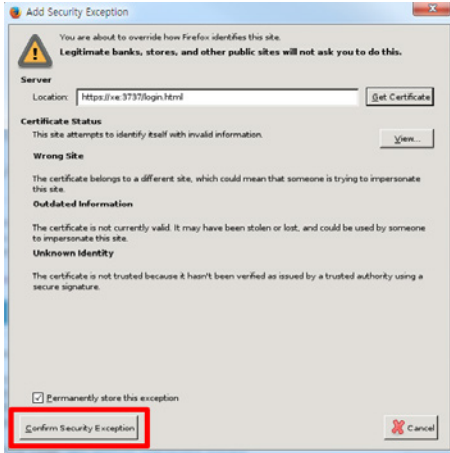 Add Security Exception
You are about to override how Firefox identifies this site.
Legitimate banks, stores, and other public sites will not ask you to do this.
Server
Location: https://xe:3737/login.html Get Certificate
Certificate Status
This site attempts to identify itself with invalid information. View...
Wrong Site
The certificate belongs to a different site, which could mean that someone is trying to impersonate
this site.
Outdated Information
The certificate is not currently valid. It may have been stolen or lost, and could be used by someone
to impersonate this site.
Unknown Identity
The certificate is not trusted because it hasn't been verified as issued by a trusted authority using a
secure signature.
Permanently store this exception
Confirm Security Exception Cancel